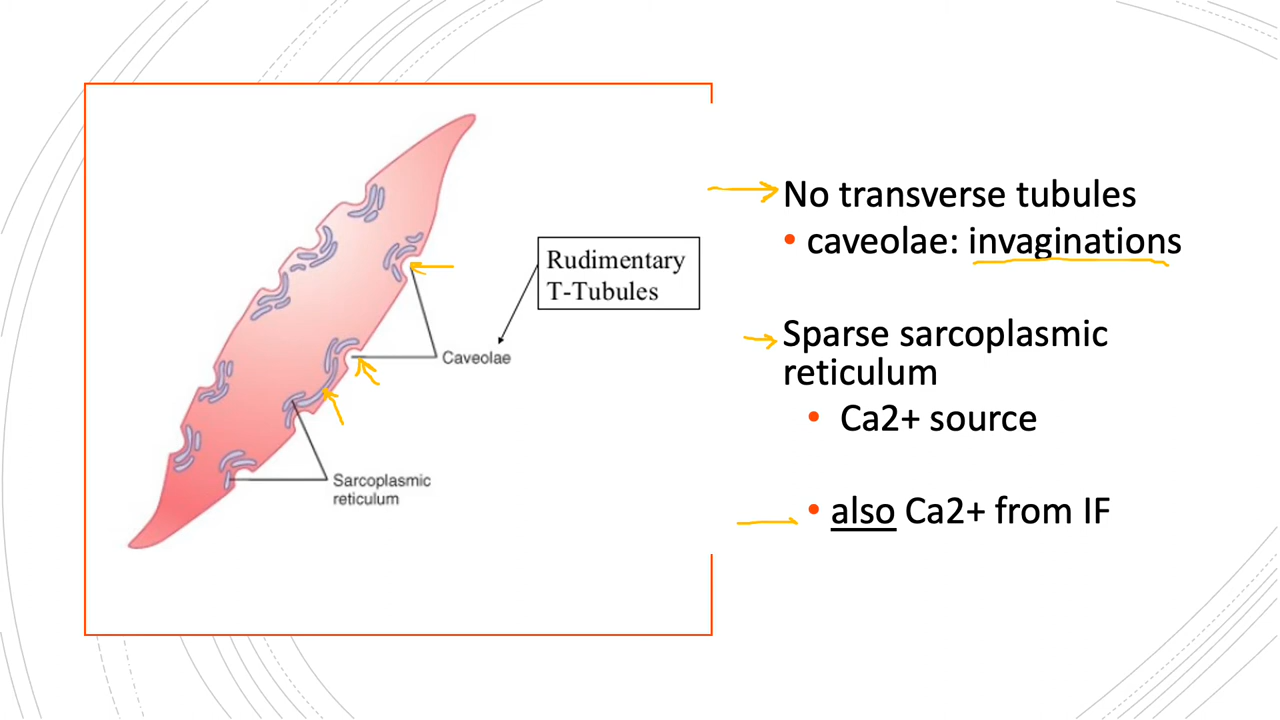 Rudimentary
T-Tubules
Caveolae
Sarcoplasmic
reticulum
No transverse tubules
• caveolae: invaginations
Sparse sarcoplasmic
reticulum
• Ca2+ source
• also Ca2+ from IF